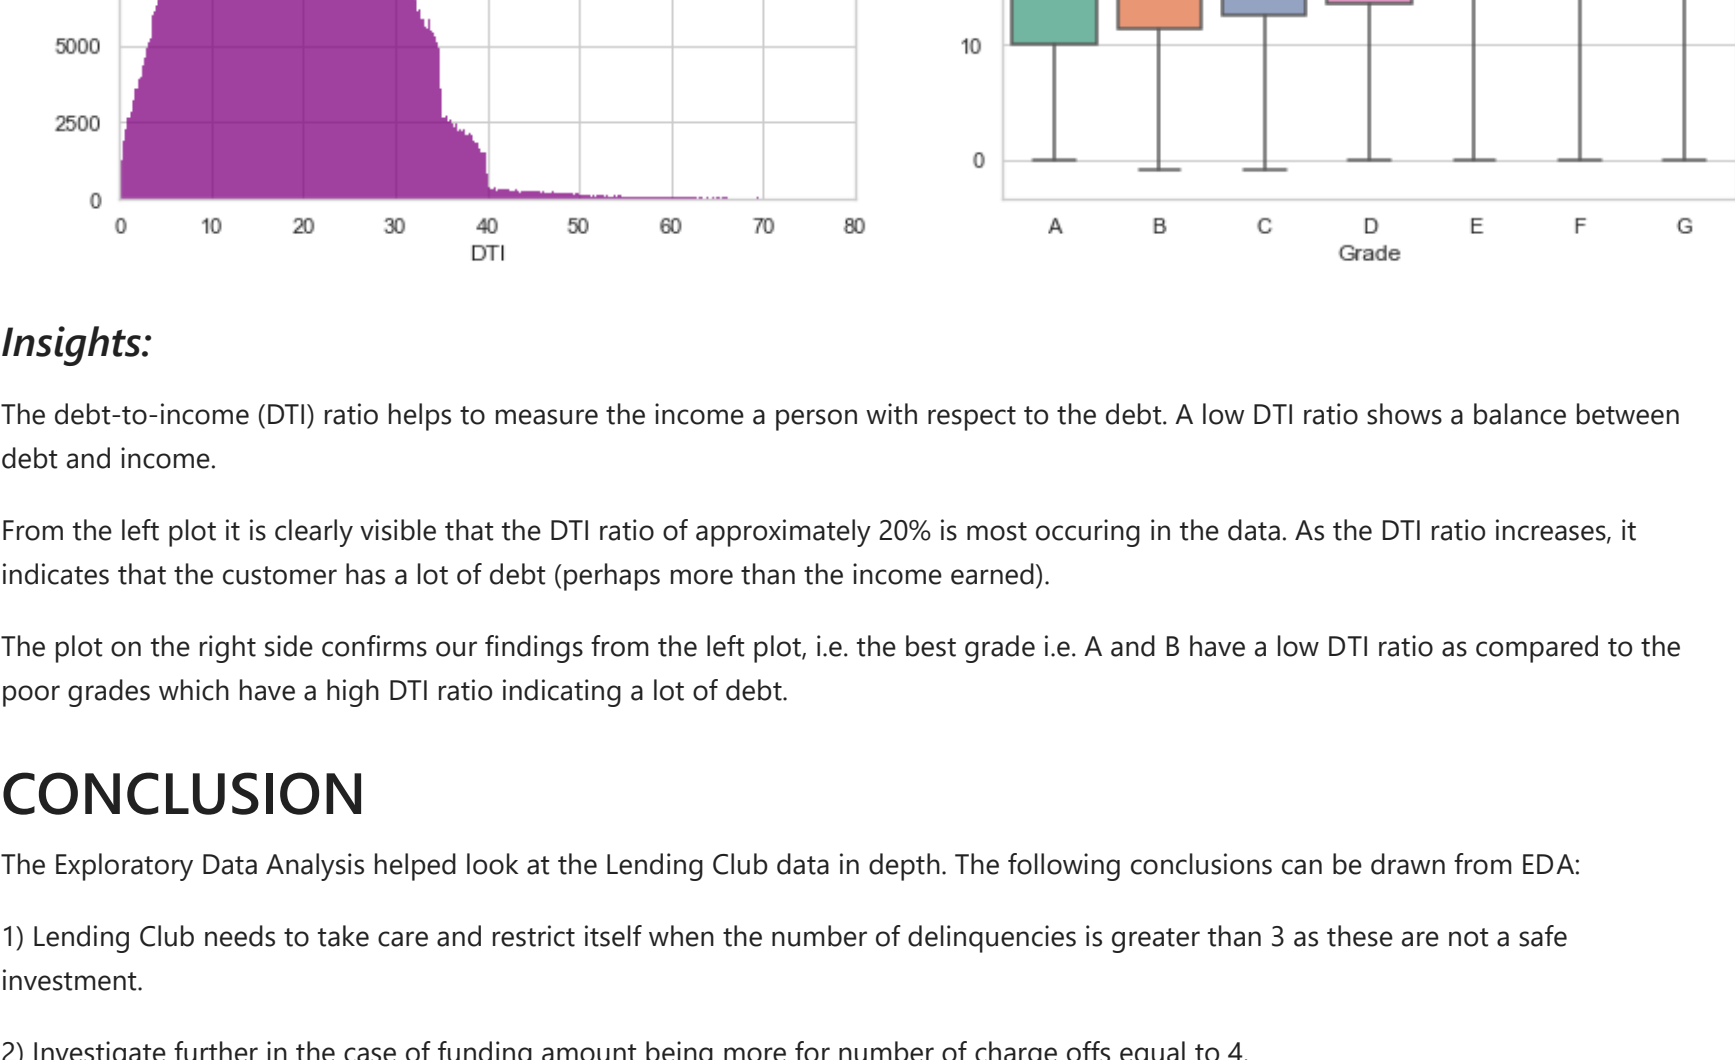 5000
2500
0
0 10 20 30 40 50 60 70 80
DTI
10
0
A B C D E F G
Grade
Insights:
The debt-to-income (DTI) ratio helps to measure the income a person with respect to the debt. A low DTI ratio shows a balance between
debt and income.
From the left plot it is clearly visible that the DTI ratio of approximately 20% is most occuring in the data. As the DTI ratio increases, it
indicates that the customer has a lot of debt (perhaps more than the income earned).
The plot on the right side confirms our findings from the left plot, i.e. the best grade i.e. A and B have a low DTI ratio as compared to the
poor grades which have a high DTI ratio indicating a lot of debt.
CONCLUSION
The Exploratory Data Analysis helped look at the Lending Club data in depth. The following conclusions can be drawn from EDA:
1) Lending Club needs to take care and restrict itself when the number of delinquencies is greater than 3 as these are not a safe
investment.
2) Investigate further in the case of funding amount being more for number of charge offs equal to 4.